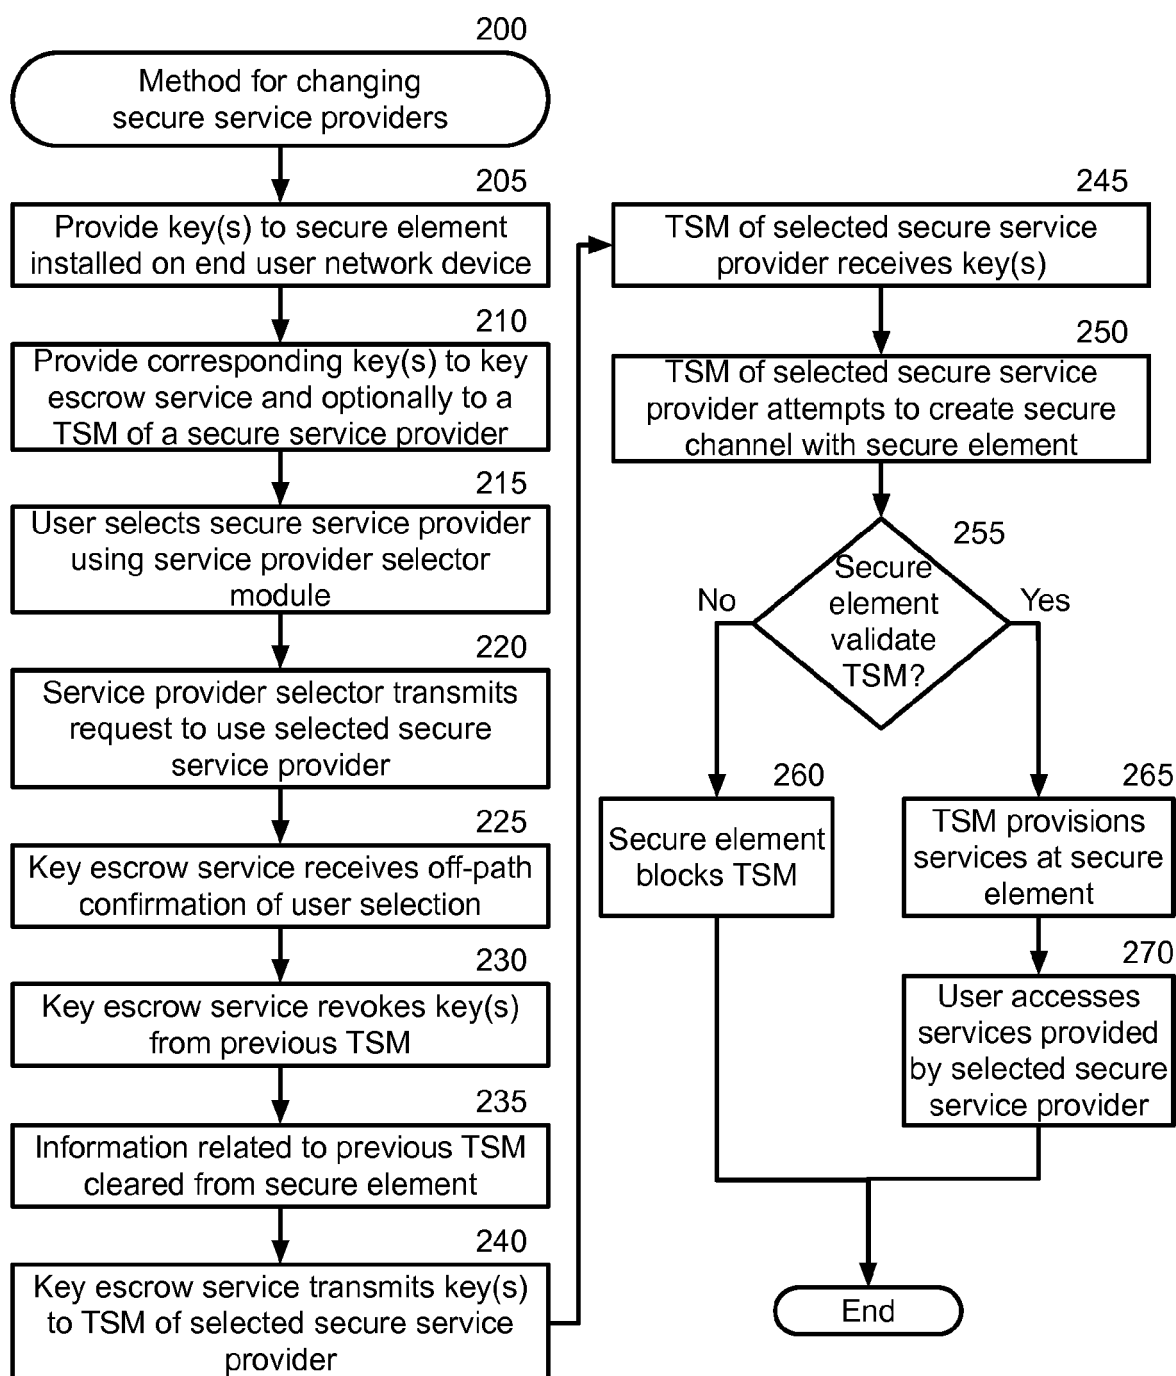 200
Method for changing
secure service providers
205
Provide key(s) to secure element
installed on end user network device
210
Provide corresponding key(s) to key
escrow service and optionally to a
TSM of a secure service provider
215
User selects secure service provider
using service provider selector
module
220
Service provider selector transmits
request to use selected secure
service provider
225
Key escrow service receives off-path
confirmation of user selection
230
Key escrow service revokes key(s)
from previous TSM
235
Information related to previous TSM
cleared from secure element
240
Key escrow service transmits key(s)
to TSM of selected secure service
provider
245
TSM of selected secure service
provider receives key(s)
250
TSM of selected secure service
provider attempts to create secure
channel with secure element
255
Secure
element
validate
TSM?
No
Yes
260
Secure element
blocks TSM
265
TSM provisions
services at secure
element
270
User accesses
services provided
by selected secure
service provider
End